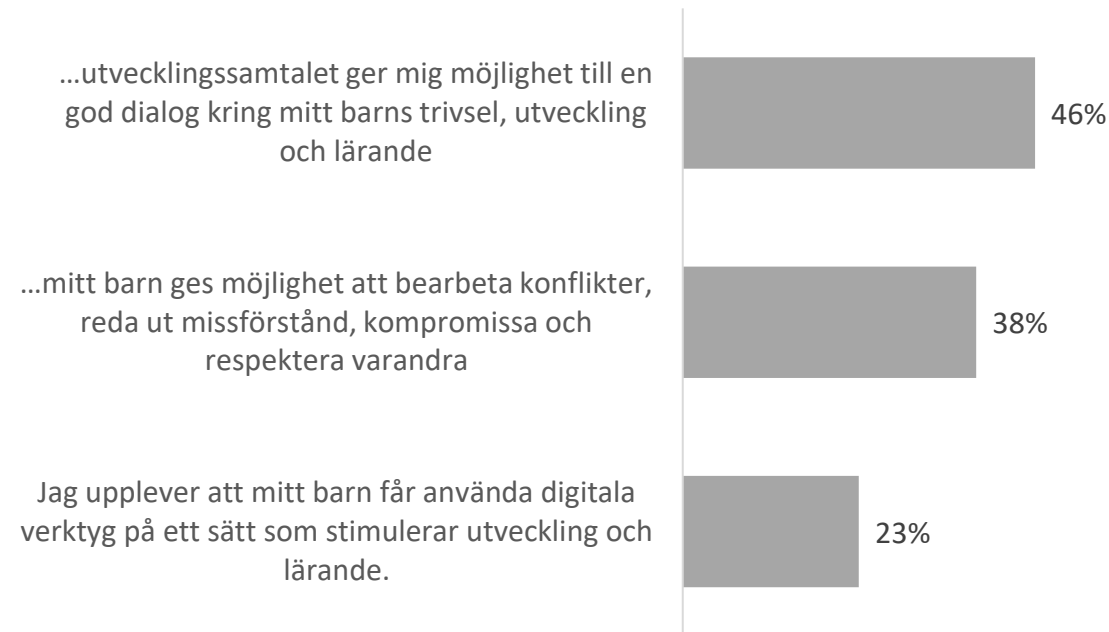 ...utvecklingssamtalet ger mig möjlighet till en
god dialog kring mitt barns trivsel, utveckling
och lärande
46%
...mitt barn ges möjlighet att bearbeta konflikter,
reda ut missförstånd, kompromissa och
respektera varandra
38%
Jag upplever att mitt barn får använda digitala
verktyg på ett sätt som stimulerar utveckling och
lärande.
23%